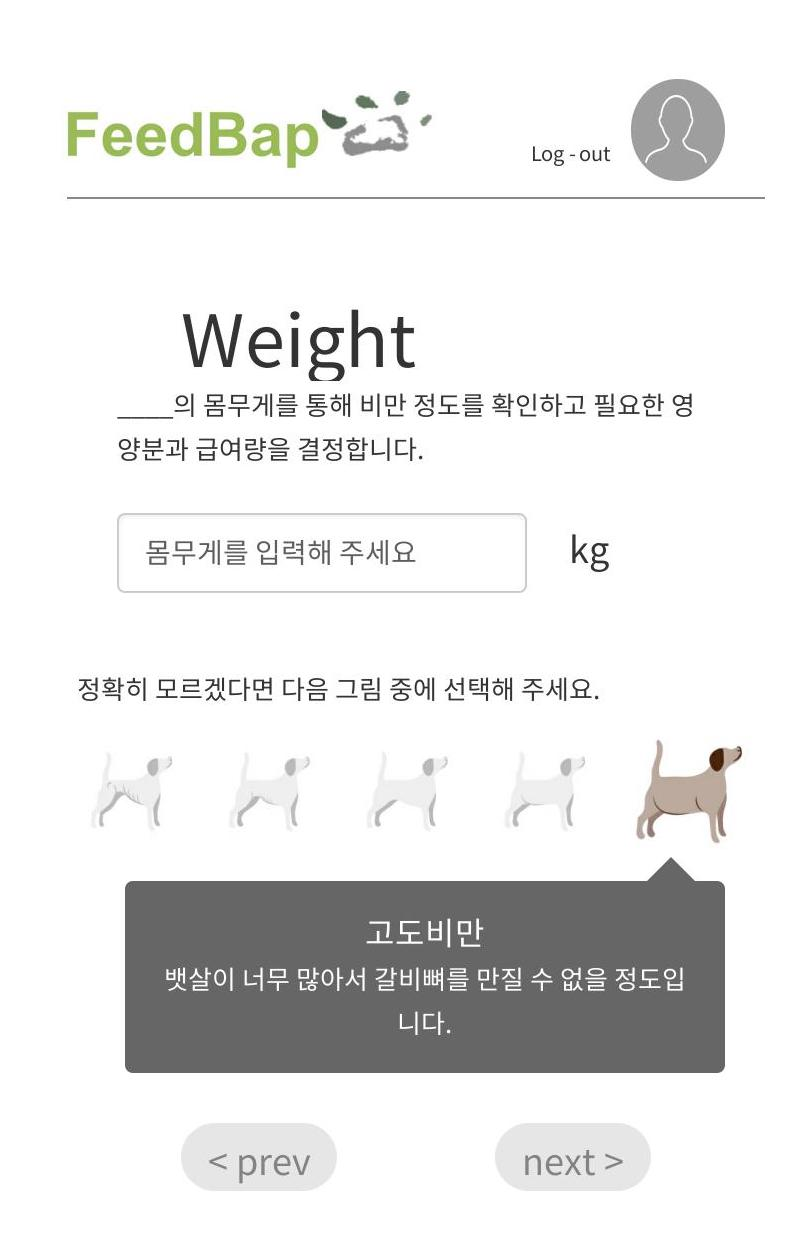 FeedBap
Log - out
Weight
____의 몸무게를 통해 비만 정도를 확인하고 필요한 영
양분과 급여량을 결정합니다.
몸무게를 입력해 주세요
kg
정확히 모르겠다면 다음 그림 중에 선택해 주세요.
고도비만
뱃살이 너무 많아서 갈비뼈를 만질 수 없을 정도입
니다.
< prev
next >